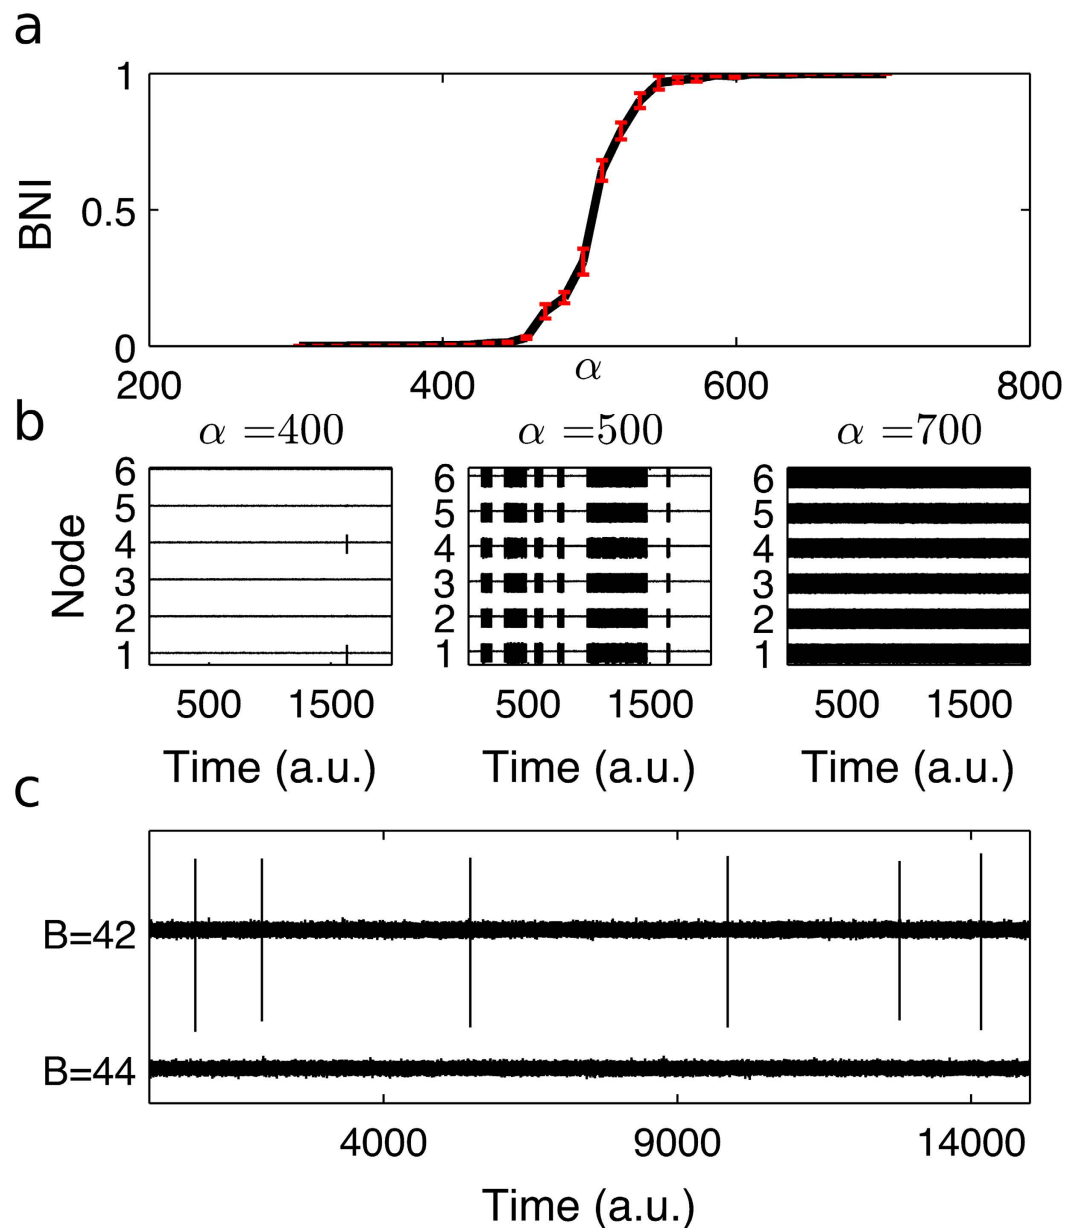 a
1
0.5
0
BNI
200 400 600 800
α
b
α =400 α =500 α =700
Node
6 6 6
5 5 5
4 4 4
3 3 3
2 2 2
1 1 1
500 1500 500 1500 500 1500
Time (a.u.) Time (a.u.) Time (a.u.)
c
B=42
B=44
4000 9000 14000
Time (a.u.)